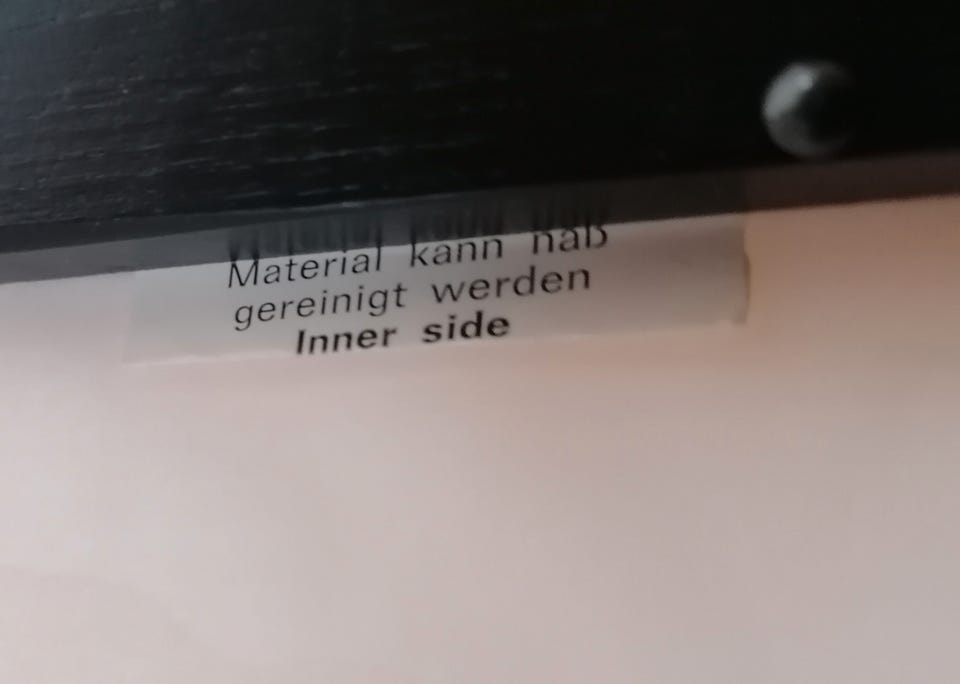 Material kann naß
gereinigt werden
Inner side